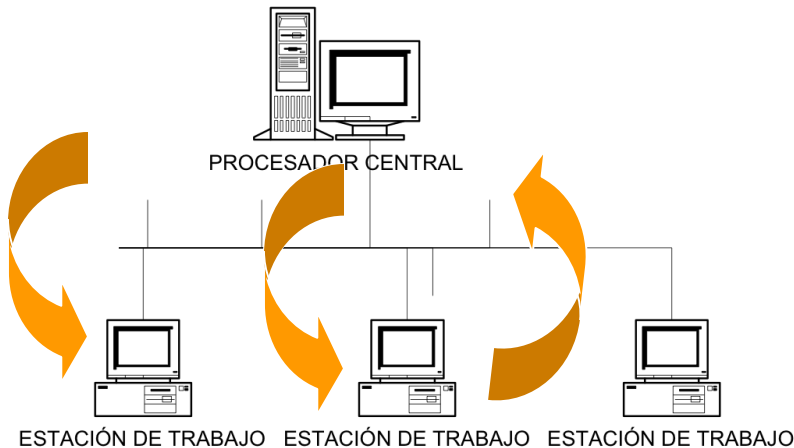 PROCESADOR CENTRAL
ESTACIÓN DE TRABAJO ESTACIÓN DE TRABAJO ESTACIÓN DE TRABAJO